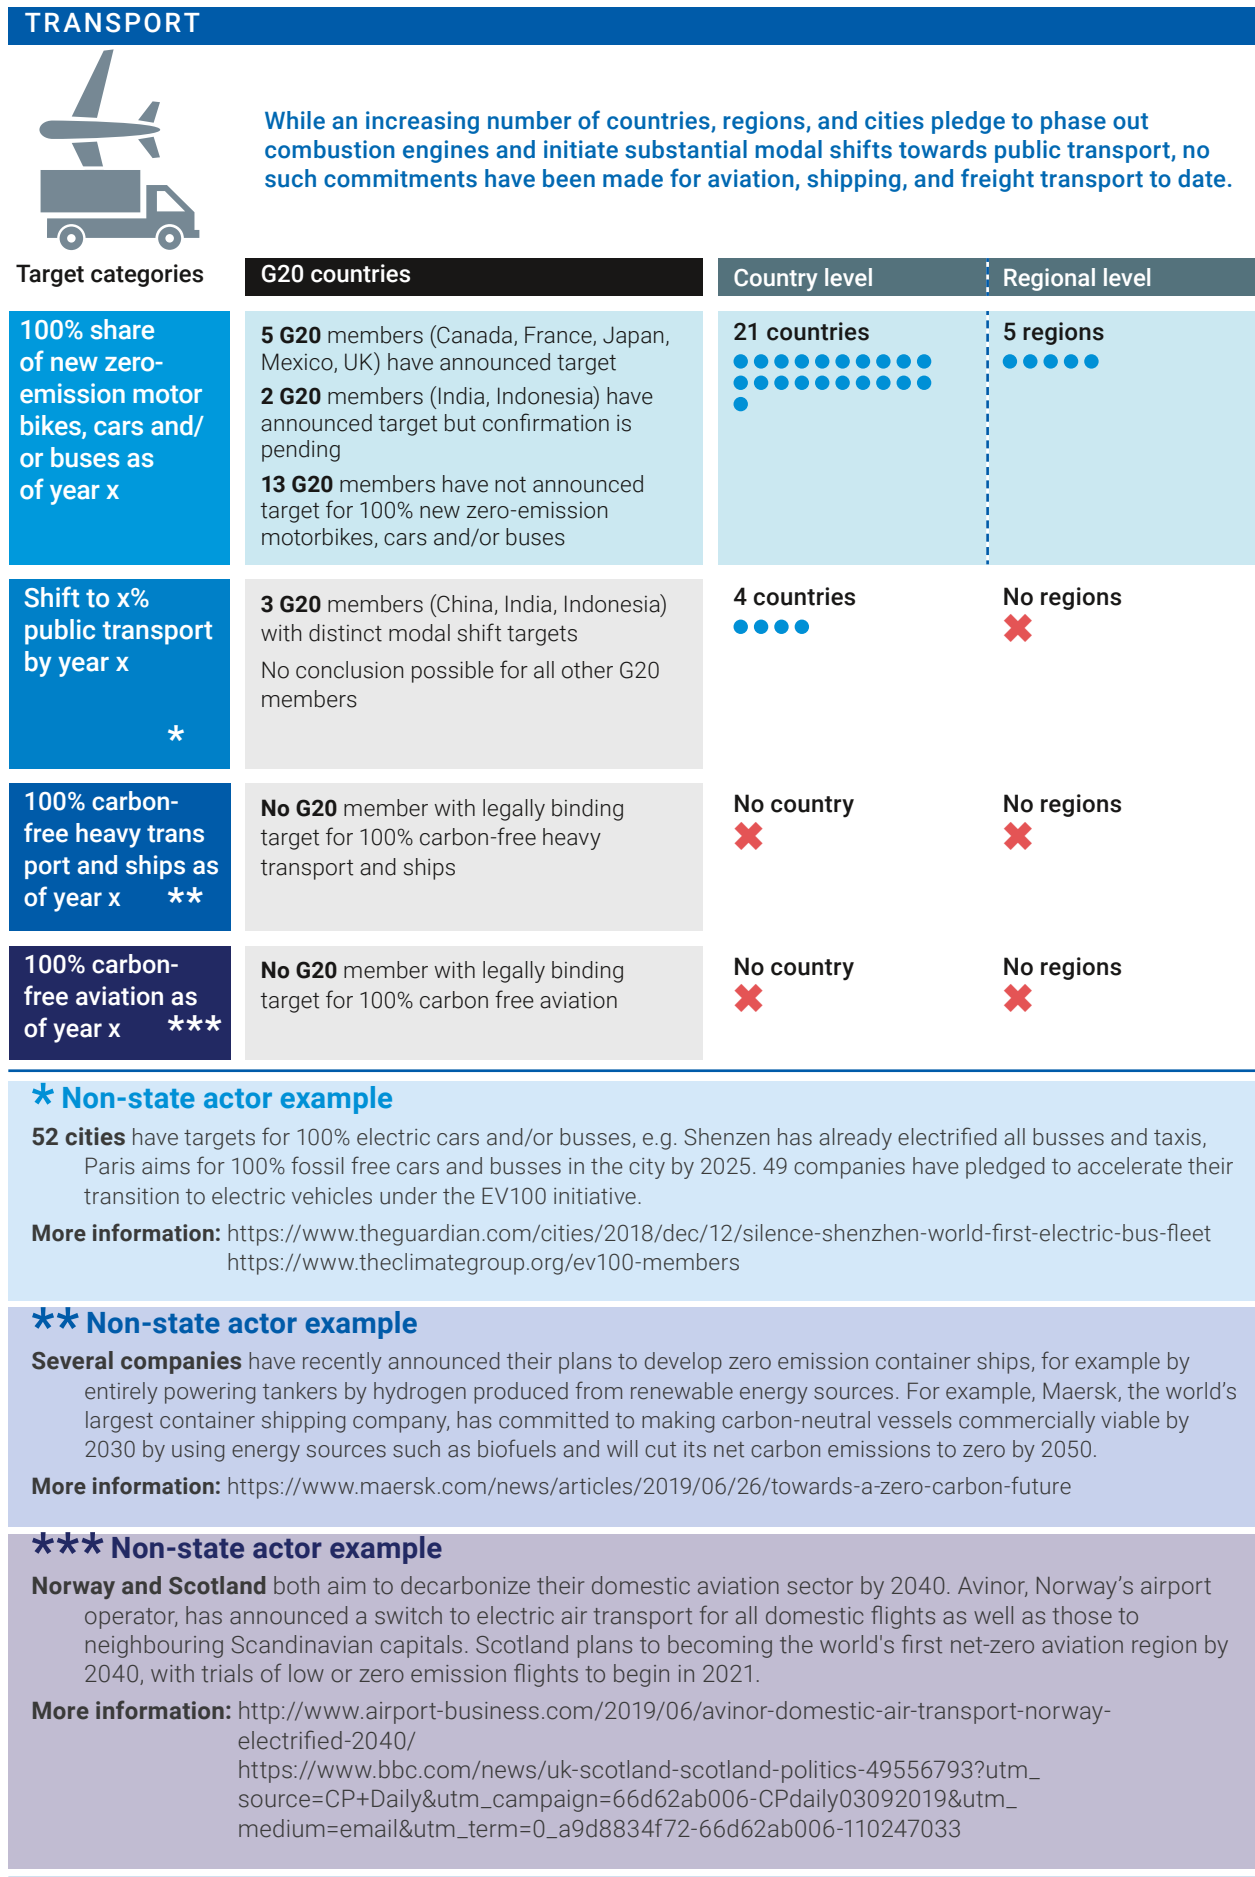 TRANSPORT
While an increasing number of countries, regions, and cities pledge to phase out
combustion engines and initiate substantial modal shifts towards public transport, no
such commitments have been made for aviation, shipping, and freight transport to date.
Target categories
G20 countries
Country level
Regional level
100% share
of new zero-
emission motor
bikes, cars and/
or buses as
of year x
5 G20 members (Canada, France, Japan,
Mexico, UK) have announced target
2 G20 members (India, Indonesia) have
announced target but confirmation is
pending
13 G20 members have not announced
target for 100% new zero-emission
motorbikes, cars and/or buses
21 countries
5 regions
Shift to x%
public transport
by year x
*
3 G20 members (China, India, Indonesia)
with distinct modal shift targets
No conclusion possible for all other G20
members
4 countries
No regions
100% carbon-
free heavy trans
port and ships as
of year x **
No G20 member with legally binding
target for 100% carbon-free heavy
transport and ships
No country
No regions
100% carbon-
free aviation as
of year x ***
No G20 member with legally binding
target for 100% carbon free aviation
No country
No regions
* Non-state actor example
52 cities have targets for 100% electric cars and/or busses, e.g. Shenzen has already electrified all busses and taxis,
Paris aims for 100% fossil free cars and busses in the city by 2025. 49 companies have pledged to accelerate their
transition to electric vehicles under the EV100 initiative.
More information: https://www.theguardian.com/cities/2018/dec/12/silence-shenzhen-world-first-electric-bus-fleet
https://www.theclimategroup.org/ev100-members
** Non-state actor example
Several companies have recently announced their plans to develop zero emission container ships, for example by
entirely powering tankers by hydrogen produced from renewable energy sources. For example, Maersk, the world’s
largest container shipping company, has committed to making carbon-neutral vessels commercially viable by
2030 by using energy sources such as biofuels and will cut its net carbon emissions to zero by 2050.
More information: https://www.maersk.com/news/articles/2019/06/26/towards-a-zero-carbon-future
*** Non-state actor example
Norway and Scotland both aim to decarbonize their domestic aviation sector by 2040. Avinor, Norway’s airport
operator, has announced a switch to electric air transport for all domestic flights as well as those to
neighbouring Scandinavian capitals. Scotland plans to becoming the world's first net-zero aviation region by
2040, with trials of low or zero emission flights to begin in 2021.
More information: http://www.airport-business.com/2019/06/avinor-domestic-air-transport-norway-
electrified-2040/
https://www.bbc.com/news/uk-scotland-scotland-politics-49556793?utm_
source=CP+Daily&utm_campaign=66d62ab006-CPdaily03092019&utm_
medium=email&utm_term=0_a9d8834f72-66d62ab006-110247033